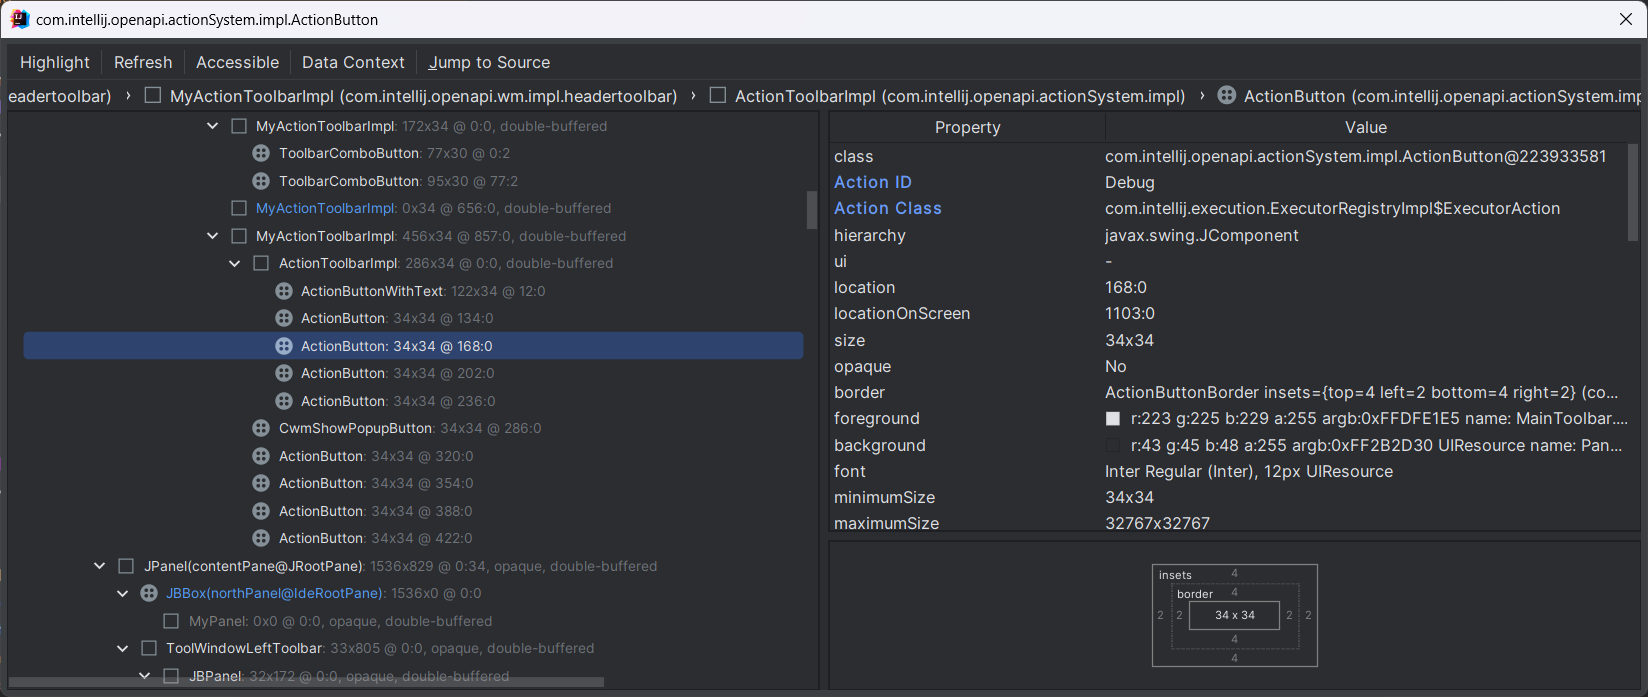 com.intellij.openapi.actionSystem.impl.ActionButton
Highlight Refresh Accessible Data Context Jump to Source
eadertoolbar) › MyActionToolbarImpl (com.intellij.openapi.wm.impl.headertoolbar) › ActionToolbarImpl (com.intellij.openapi.actionSystem.impl) › ActionButton (com.intellij.openapi.actionSystem.imp
MyActionToolbarImpl: 172x34 @ 0:0, double-buffered
ToolbarComboButton: 77x30 @ 0:2
ToolbarComboButton: 95x30 @ 77:2
MyActionToolbarImpl: 0x34 @ 656:0, double-buffered
MyActionToolbarImpl: 456x34 @ 857:0, double-buffered
ActionToolbarImpl: 286x34 @ 0:0, double-buffered
ActionButtonWithText: 122x34 @ 12:0
ActionButton: 34x34 @ 134:0
ActionButton: 34x34 @ 168:0
ActionButton: 34x34 @ 202:0
ActionButton: 34x34 @ 236:0
CwmShowPopupButton: 34x34 @ 286:0
ActionButton: 34x34 @ 320:0
ActionButton: 34x34 @ 354:0
ActionButton: 34x34 @ 388:0
ActionButton: 34x34 @ 422:0
JPanel(contentPane@JRootPane): 1536x829 @ 0:34, opaque, double-buffered
JBBox(northPanel@IdeRootPane): 1536x0 @ 0:0
MyPanel: 0x0 @ 0:0, opaque, double-buffered
ToolWindowLeftToolbar: 33x805 @ 0:0, opaque, double-buffered
JBPanel: 32x172 @ 0:0, opaque, double-buffered
Property Value
class com.intellij.openapi.actionSystem.impl.ActionButton@223933581
Action ID Debug
Action Class com.intellij.execution.ExecutorRegistryImpl$ExecutorAction
hierarchy javax.swing.JComponent
ui -
location 168:0
locationOnScreen 1103:0
size 34x34
opaque No
border ActionButtonBorder insets={top=4 left=2 bottom=4 right=2} (co...
foreground r:223 g:225 b:229 a:255 argb:0xFFDFE1E5 name: MainToolbar....
background r:43 g:45 b:48 a:255 argb:0xFF2B2D30 UIResource name: Pan...
font Inter Regular (Inter), 12px UIResource
minimumSize 34x34
maximumSize 32767x32767
insets 4
border 4
2 2 34 x 34 2 2
4
4